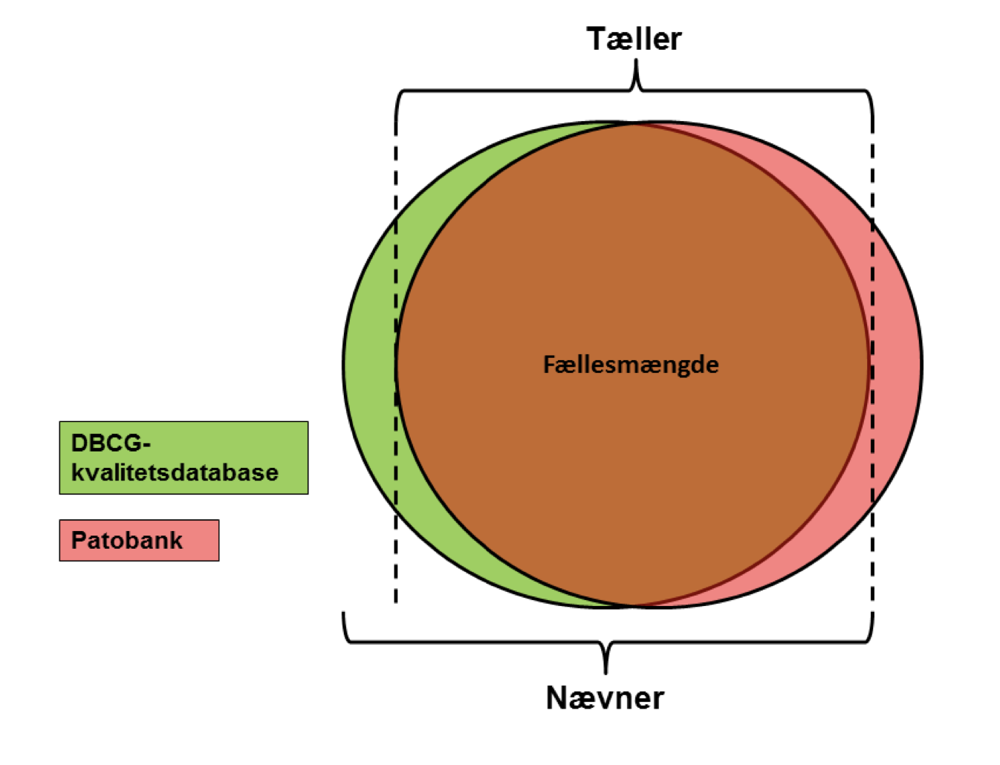 Tæller
Fællesmængde
DBCG-
kvalitetsdatabase
Patobank
Nævner